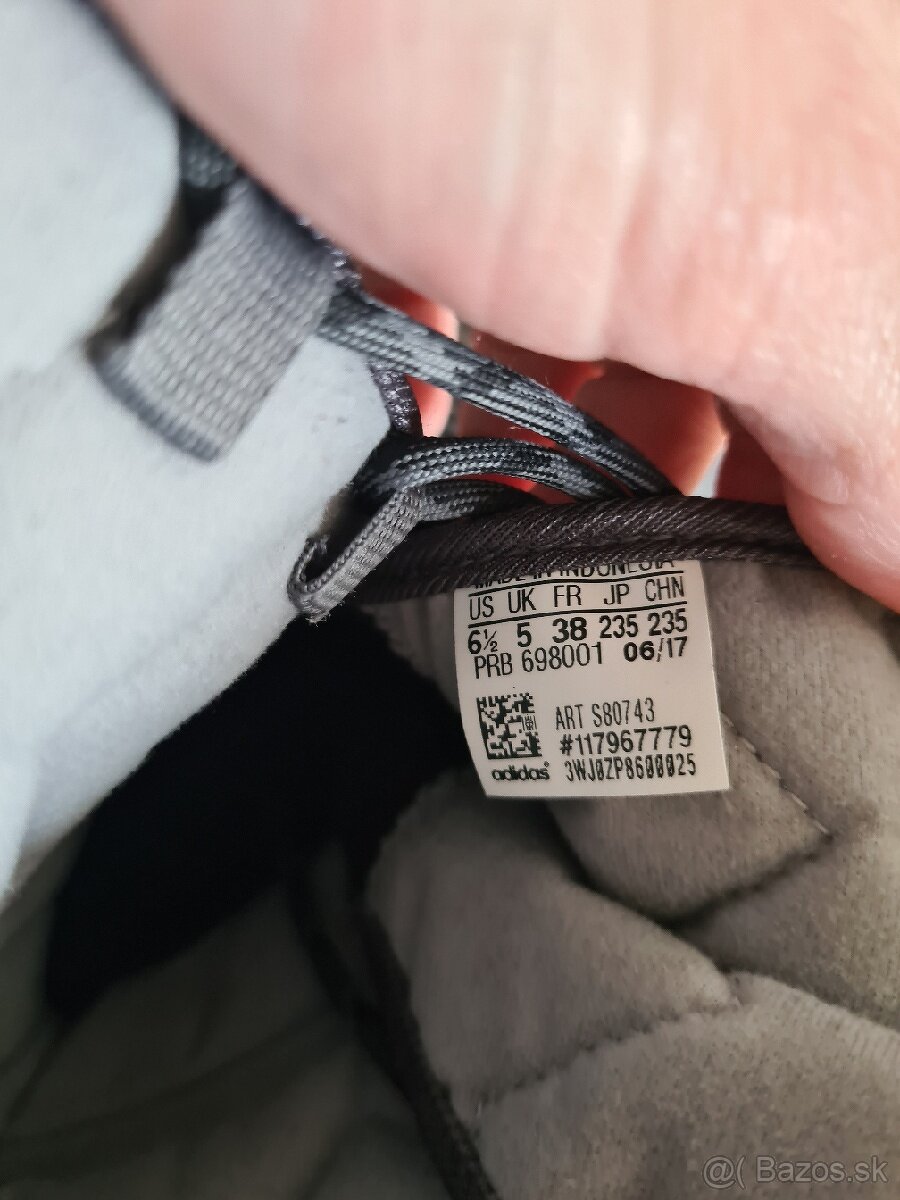 MADE IN INDONESIA
US UK FR JP CHN
6½ 5 38 235 235
PRB 698001 06/17
ART S80743
#117967779
adidas 3WJ0ZP8600025
@( Bazos.sk